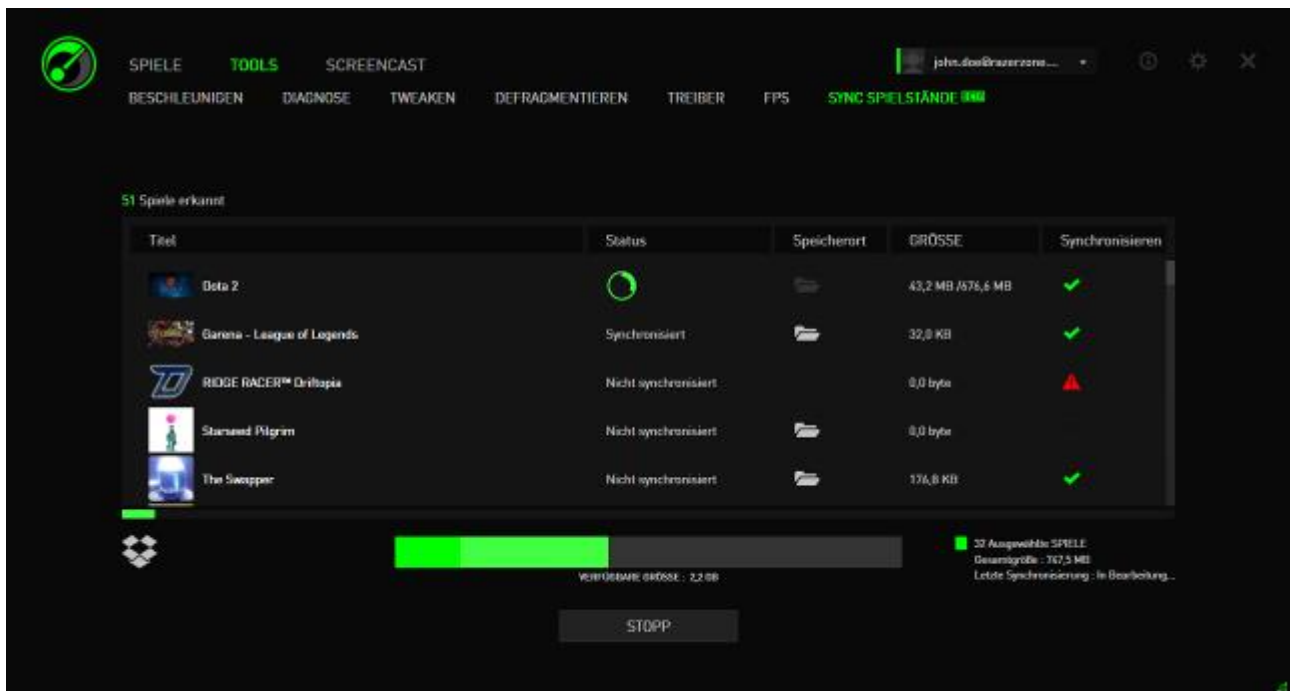 SPIELE TOOLS SCREENCAST john.doe@razerzone....
BESCHLEUNIGEN DIAGNOSE TWEAKEN DEFRAGMENTIEREN TREIBER FPS SYNC SPIELSTÄNDE
51 Spiele erkannt
Titel Status Speicherort GRÖSSE Synchronisieren
Dota 2 43,2 MB /676,6 MB
Garena - League of Legends Synchronisiert 32,0 KB
RIDGE RACER™ Driftopia Nicht synchronisiert 0,0 byte
Starseed Pilgrim Nicht synchronisiert 0,0 byte
The Swapper Nicht synchronisiert 176,8 KB
32 Ausgewählte SPIELE
Gesamtgröße : 767,5 MB
VERFÜGBARE GRÖSSE : 2,2 GB Letzte Synchronisierung : In Bearbeitung...
STOPP